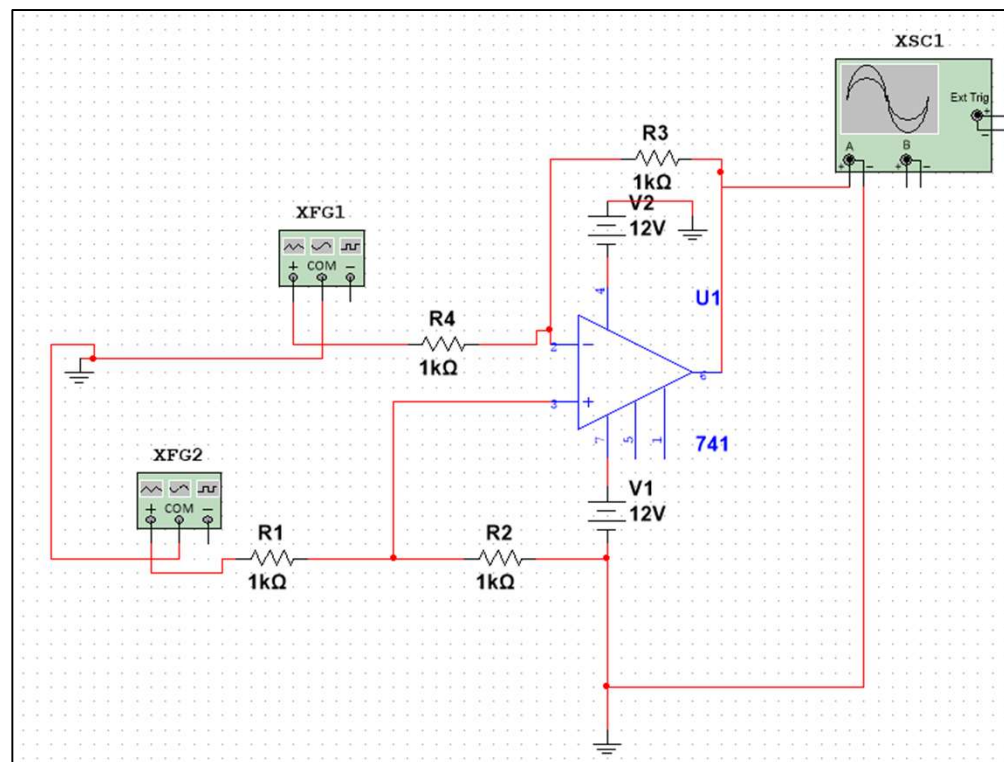 XSC1
Ext Trig
+
−
A
B
+ − + −
R3
1kΩ
V2
12V
XFG1
+ COM −
4
U1
R4
1kΩ
2 −
6
3 +
7 5 1
741
XFG2
+ COM −
V1
12V
R1
1kΩ
R2
1kΩ